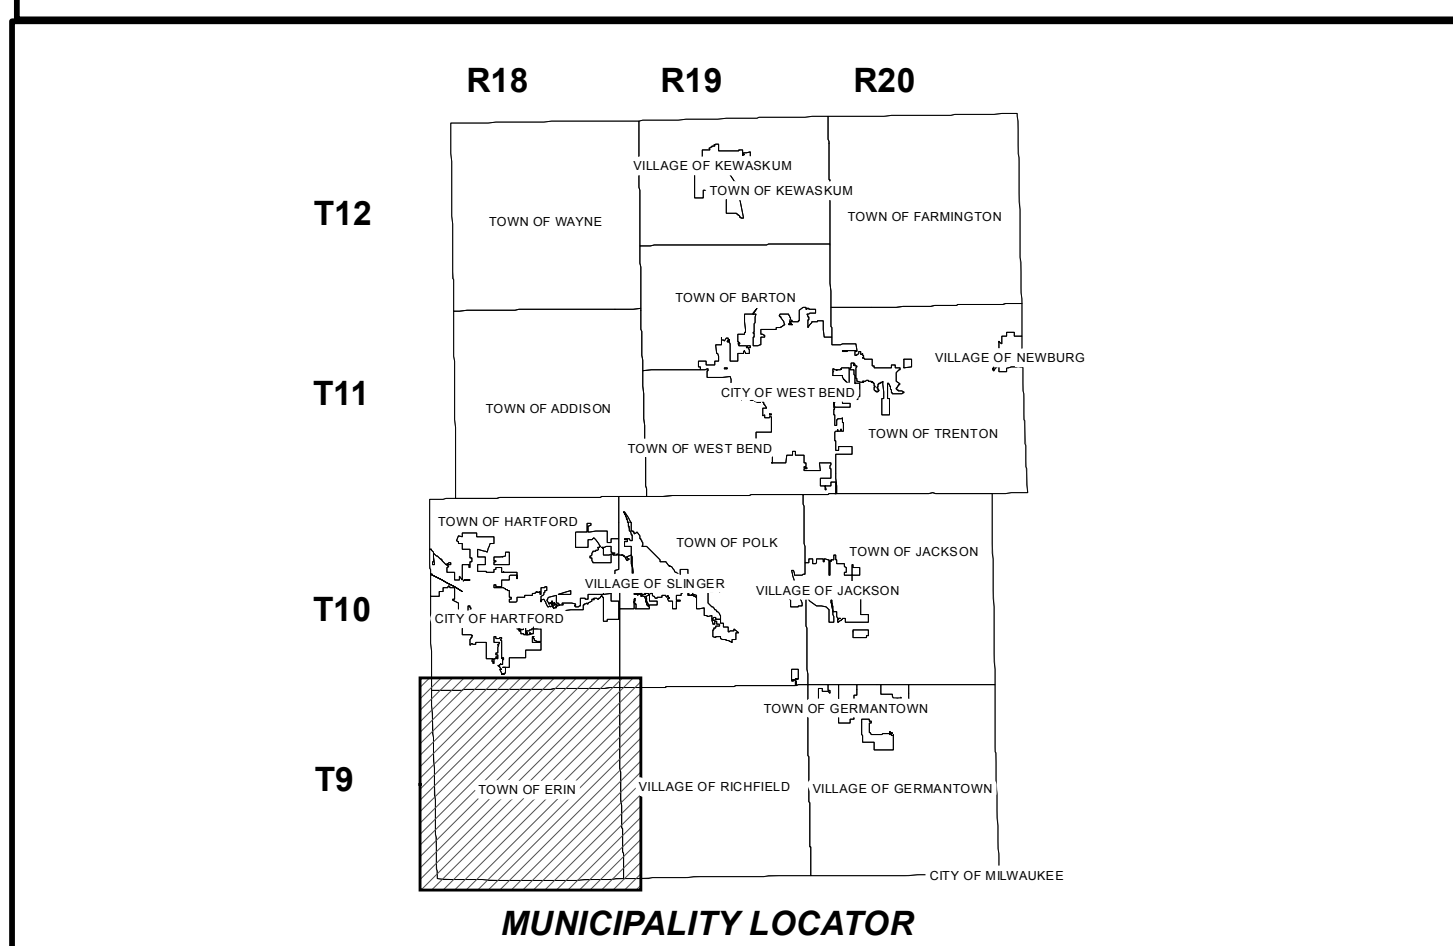 R18 R19 R20
VILLAGE OF KEWASKUM
TOWN OF KEWASKUM
T12
TOWN OF WAYNE
TOWN OF FARMINGTON
TOWN OF BARTON
VILLAGE OF NEWBURG
T11
CITY OF WEST BEND
TOWN OF ADDISON
TOWN OF TRENTON
TOWN OF WEST BEND
TOWN OF HARTFORD
TOWN OF POLK
TOWN OF JACKSON
VILLAGE OF SLINGER
VILLAGE OF JACKSON
T10
CITY OF HARTFORD
TOWN OF GERMANTOWN
T9
TOWN OF ERIN
VILLAGE OF RICHFIELD
VILLAGE OF GERMANTOWN
CITY OF MILWAUKEE
MUNICIPALITY LOCATOR